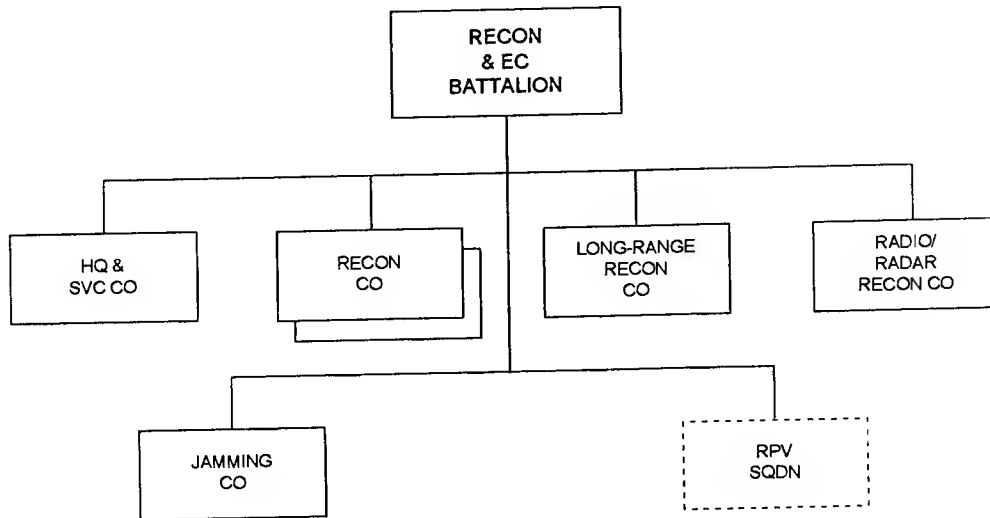 RECON
& EC
BATTALION
HQ &
SVC CO
RECON
CO
LONG-RANGE
RECON
CO
RADIO/
RADAR
RECON CO
JAMMING
CO
RPV
SQDN